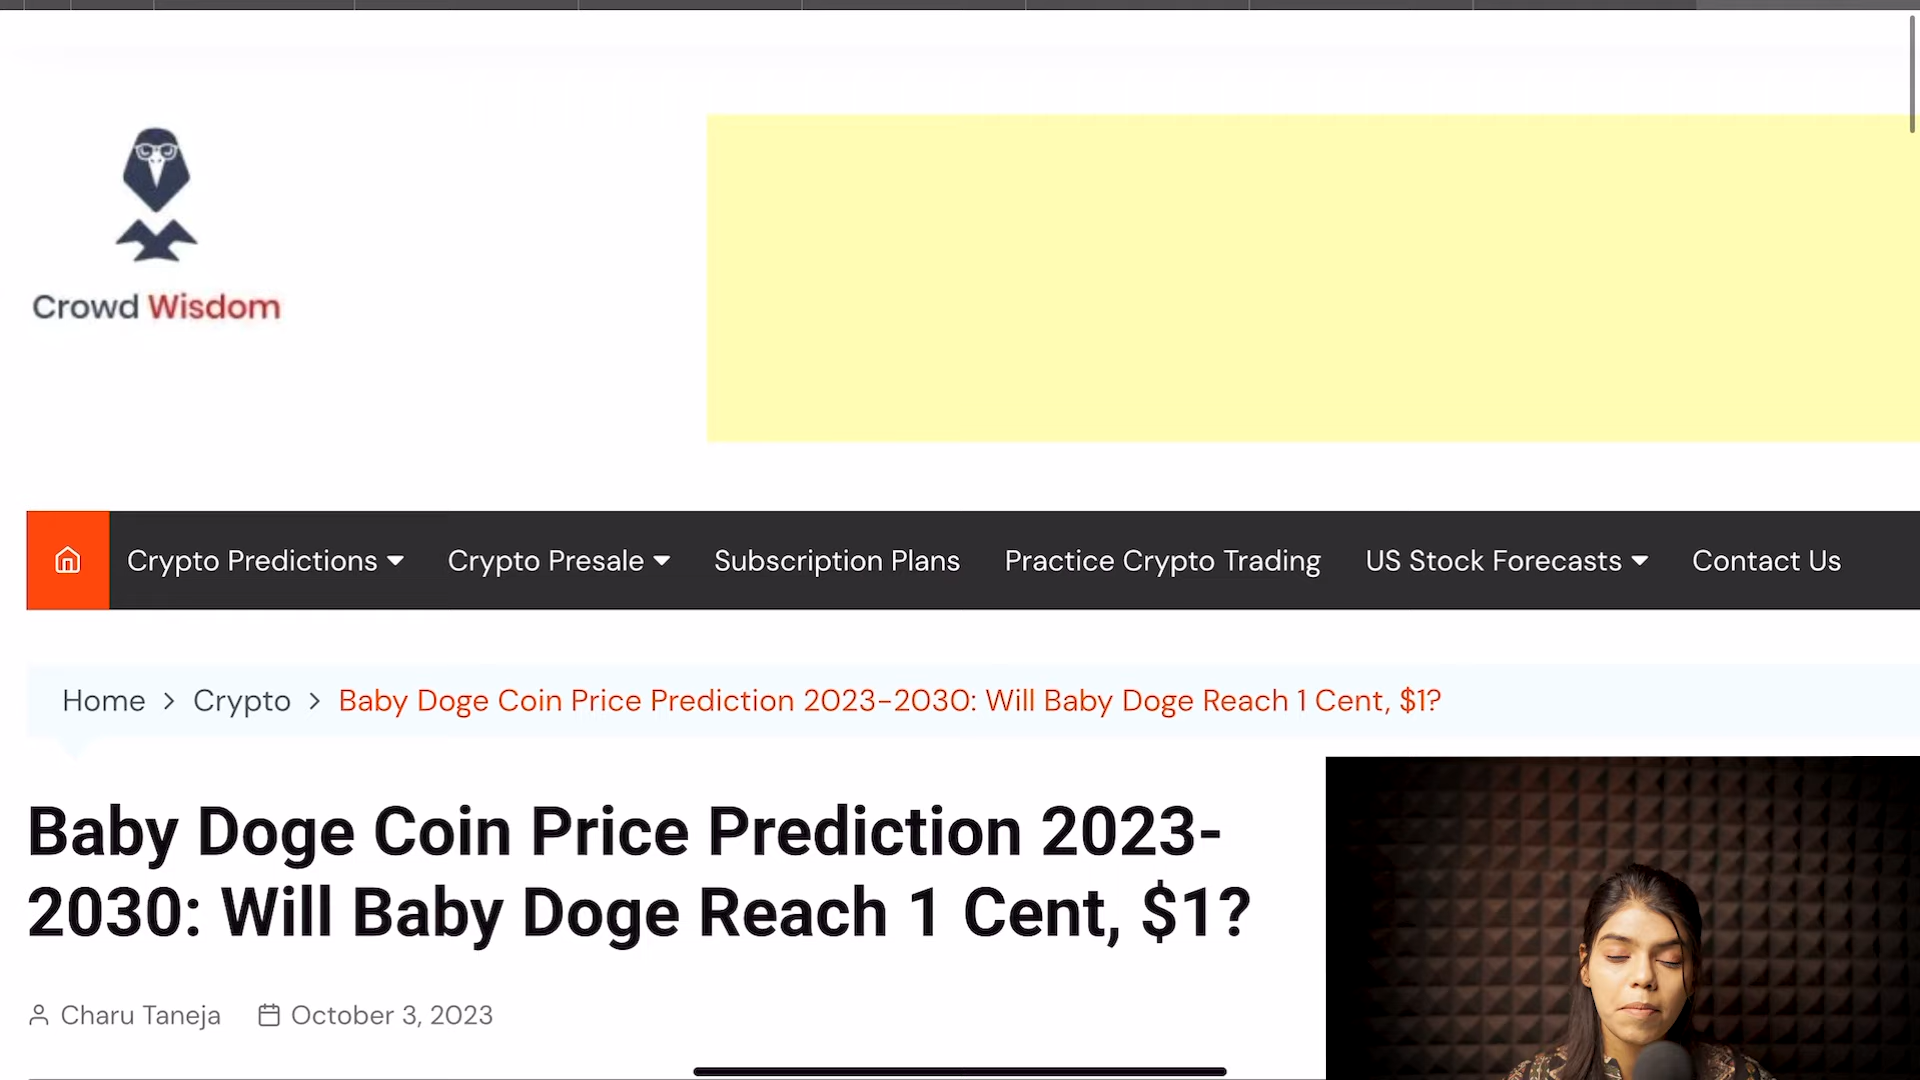 Crowd Wisdom
Crypto Predictions
Crypto Presale
Subscription Plans
Practice Crypto Trading
US Stock Forecasts
Contact Us
Home > Crypto > Baby Doge Coin Price Prediction 2023-2030: Will Baby Doge Reach 1 Cent, $1?
Baby Doge Coin Price Prediction 2023-
2030: Will Baby Doge Reach 1 Cent, $1?
Charu Taneja
October 3, 2023